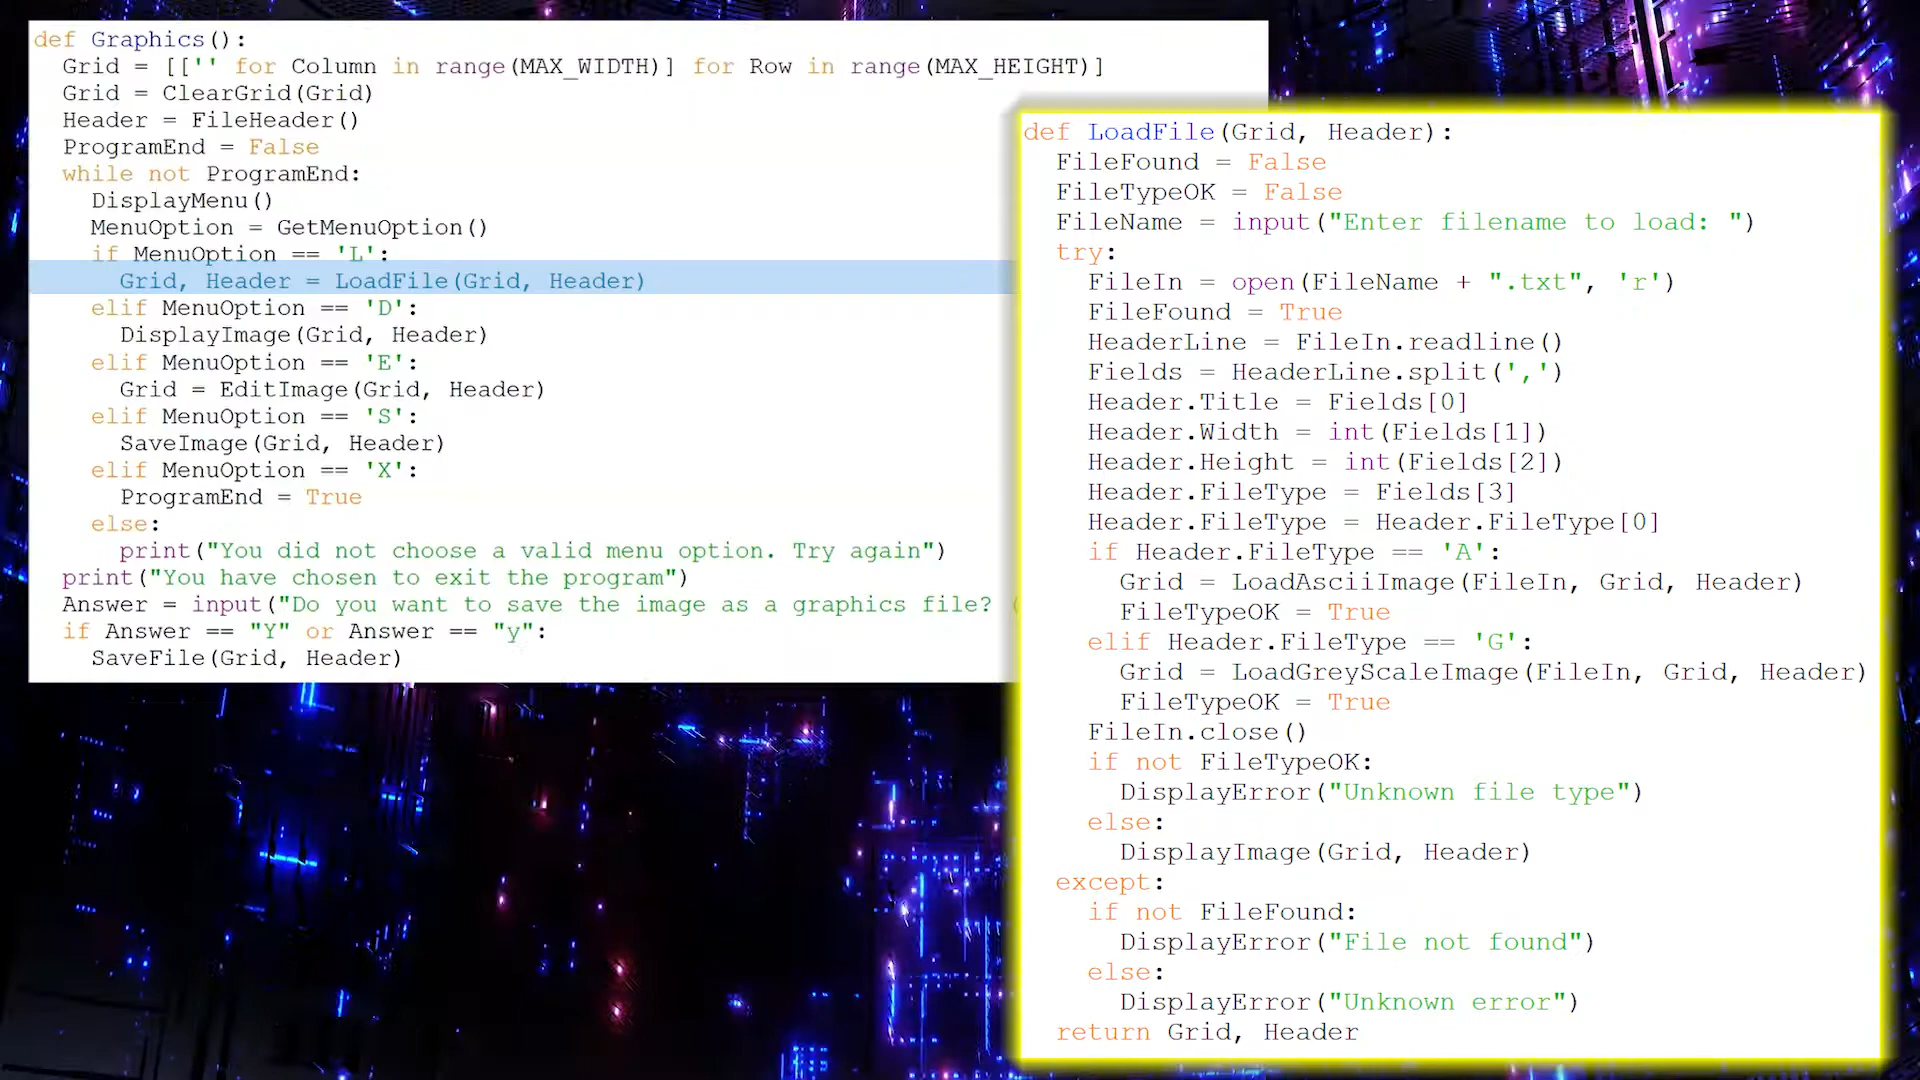 def Graphics():
  Grid = [['' for Column in range(MAX_WIDTH)] for Row in range(MAX_HEIGHT)]
  Grid = ClearGrid(Grid)
  Header = FileHeader()
  ProgramEnd = False
  while not ProgramEnd:
    DisplayMenu()
    MenuOption = GetMenuOption()
    if MenuOption == 'L':
      Grid, Header = LoadFile(Grid, Header)
    elif MenuOption == 'D':
      DisplayImage(Grid, Header)
    elif MenuOption == 'E':
      Grid = EditImage(Grid, Header)
    elif MenuOption == 'S':
      SaveImage(Grid, Header)
    elif MenuOption == 'X':
      ProgramEnd = True
    else:
      print("You did not choose a valid menu option. Try again")
  print("You have chosen to exit the program")
  Answer = input("Do you want to save the image as a graphics file? (
  if Answer == "Y" or Answer == "y":
    SaveFile(Grid, Header)
def LoadFile(Grid, Header):
  FileFound = False
  FileTypeOK = False
  FileName = input("Enter filename to load: ")
  try:
    FileIn = open(FileName + ".txt", 'r')
    FileFound = True
    HeaderLine = FileIn.readline()
    Fields = HeaderLine.split(',')
    Header.Title = Fields[0]
    Header.Width = int(Fields[1])
    Header.Height = int(Fields[2])
    Header.FileType = Fields[3]
    Header.FileType = Header.FileType[0]
    if Header.FileType == 'A':
      Grid = LoadAsciiImage(FileIn, Grid, Header)
      FileTypeOK = True
    elif Header.FileType == 'G':
      Grid = LoadGreyScaleImage(FileIn, Grid, Header)
      FileTypeOK = True
    FileIn.close()
    if not FileTypeOK:
      DisplayError("Unknown file type")
    else:
      DisplayImage(Grid, Header)
  except:
    if not FileFound:
      DisplayError("File not found")
    else:
      DisplayError("Unknown error")
  return Grid, Header